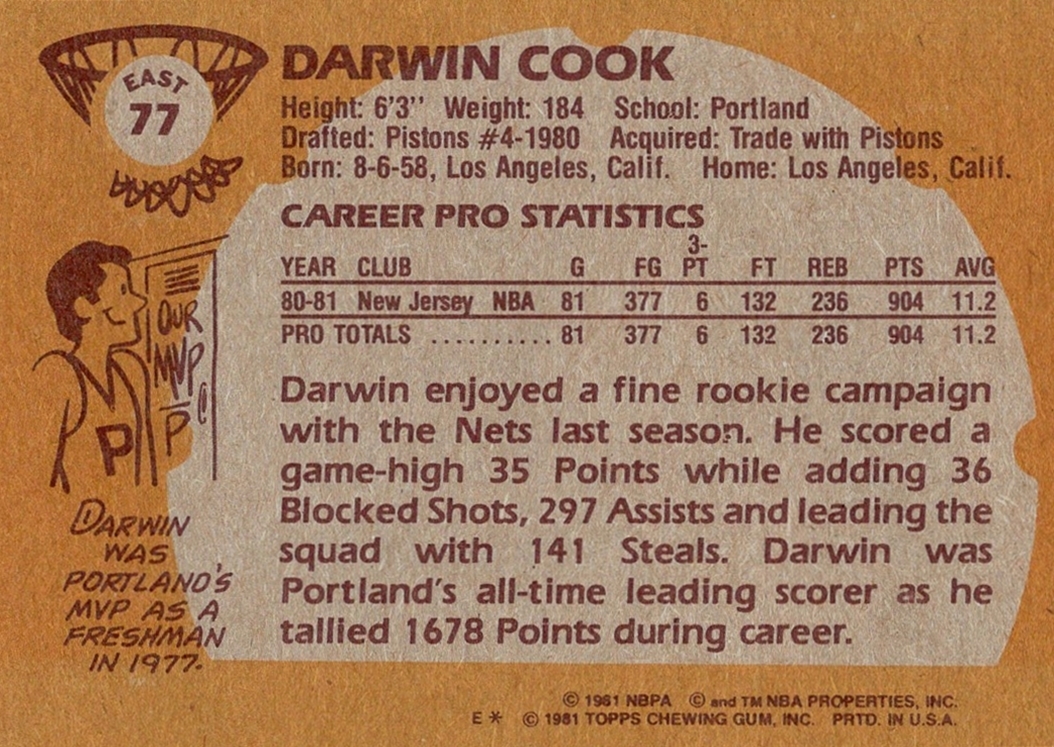 EAST
77
DARWIN COOK
Height: 6'3'' Weight: 184 School: Portland
Drafted: Pistons #4-1980 Acquired: Trade with Pistons
Born: 8-6-58, Los Angeles, Calif. Home: Los Angeles, Calif.
CAREER PRO STATISTICS
YEAR CLUB G FG 3-PT FT REB PTS AVG
80-81 New Jersey NBA 81 377 6 132 236 904 11.2
PRO TOTALS .......... 81 377 6 132 236 904 11.2
Darwin enjoyed a fine rookie campaign
with the Nets last season. He scored a
game-high 35 Points while adding 36
Blocked Shots, 297 Assists and leading the
squad with 141 Steals. Darwin was
Portland's all-time leading scorer as he
tallied 1678 Points during career.
OUR
MVP
P
P
DARWIN
WAS
PORTLAND'S
MVP AS A
FRESHMAN
IN 1977.
© 1981 NBPA © and TM NBA PROPERTIES, INC.
E * © 1981 TOPPS CHEWING GUM, INC. PRTD. IN U.S.A.